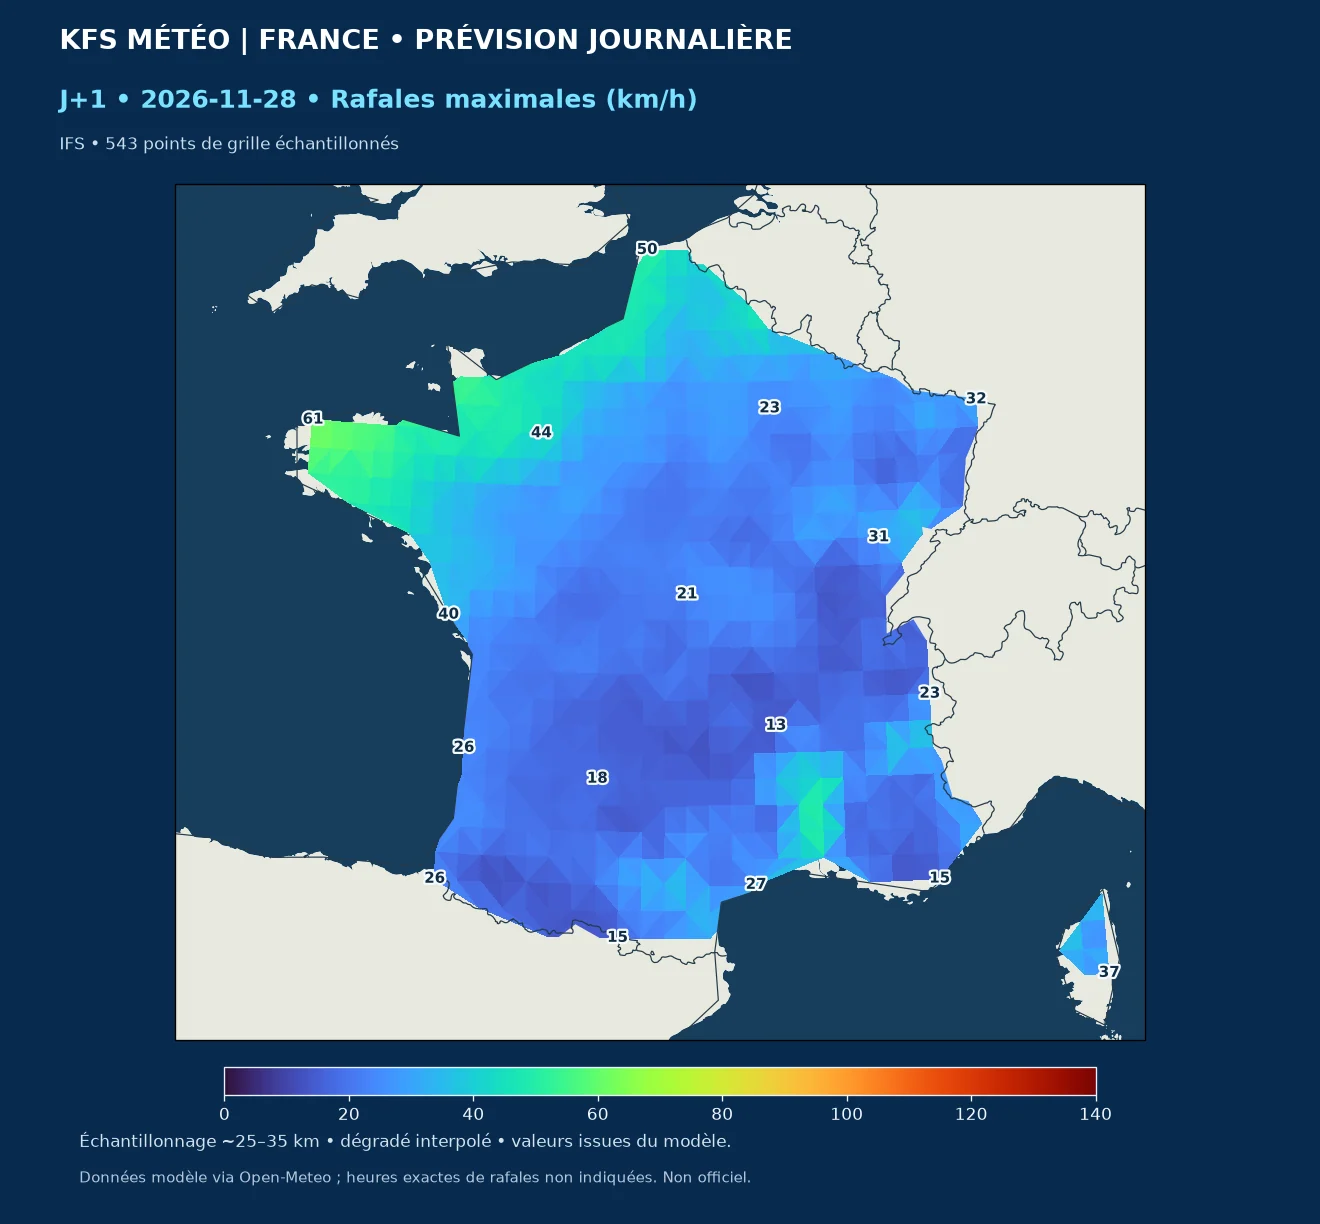 KFS MÉTÉO | FRANCE • PRÉVISION JOURNALIÈRE
J+1 • 2026-11-28 • Rafales maximales (km/h)
IFS • 543 points de grille échantillonnés
50
32
23
61
44
31
21
40
23
13
26
18
26
27
15
15
37
0 20 40 60 80 100 120 140
Échantillonnage ~25–35 km • dégradé interpolé • valeurs issues du modèle.
Données modèle via Open-Meteo ; heures exactes de rafales non indiquées. Non officiel.